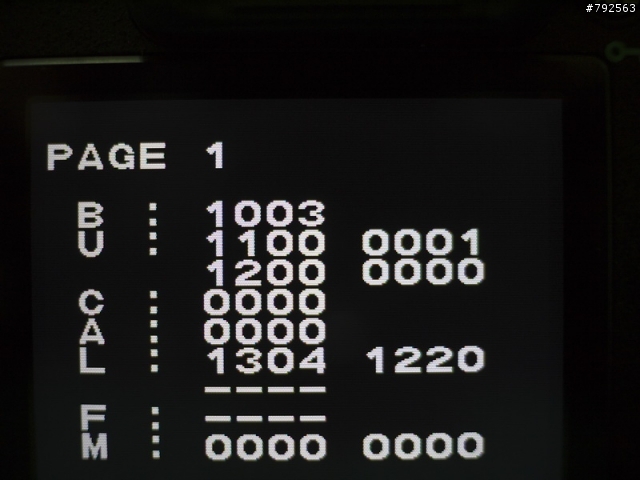 #792563
PAGE 1
B : 1003
U : 1100 0001
1200 0000
C : 0000
A : 0000
L : 1304 1220
----
F : ----
M : 0000 0000